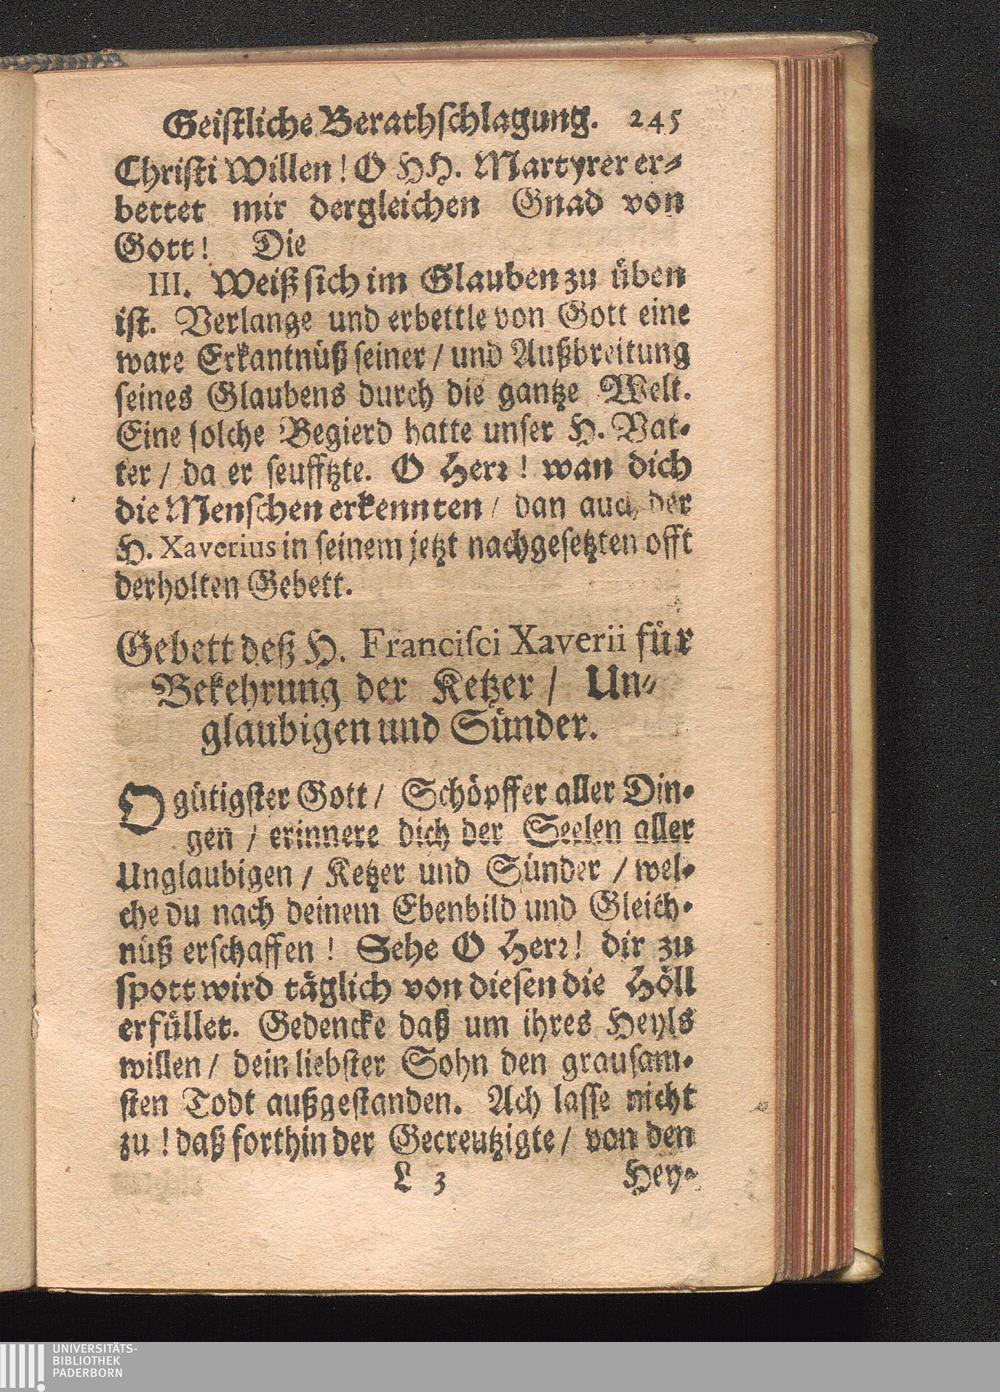 Geistliche Berathschlagung. 245
Christi Willen! O HH. Martyrer er-
bettet mir dergleichen Gnad von
Gott! Die
III. Weiß sich im Glauben zu üben
ist. Verlange und erbettle von Gott eine
ware Erkantnüß seiner / und Außbreitung
seines Glaubens durch die gantze Welt.
Eine solche Begierd hatte unser H. Vat-
ter / da er seufftzte. O Herr! wan dich
die Menschen erkennten / dan auch der
H. Xaverius in seinem jetzt nachgesetzten offt
derholten Gebett.
Gebett deß H. Francisci Xaverii für
Bekehrung der Ketzer / Un-
glaubigen und Sünder.
O gütigster Gott / Schöpffer aller Din-
gen / erinnere dich der Seelen aller
Unglaubigen / Ketzer und Sünder / wel-
che du nach deinem Ebenbild und Gleich-
nüß erschaffen! Sehe O Herr! dir zu
spott wird täglich von diesen die Höll
erfüllet. Gedencke daß um ihres Heyls
willen / dein liebster Sohn den grausam-
sten Todt außgestanden. Ach lasse nicht
zu! daß forthin der Gecreutzigte / von den
L 3 Hey-
UNIVERSITÄTS-
BIBLIOTHEK
PADERBORN